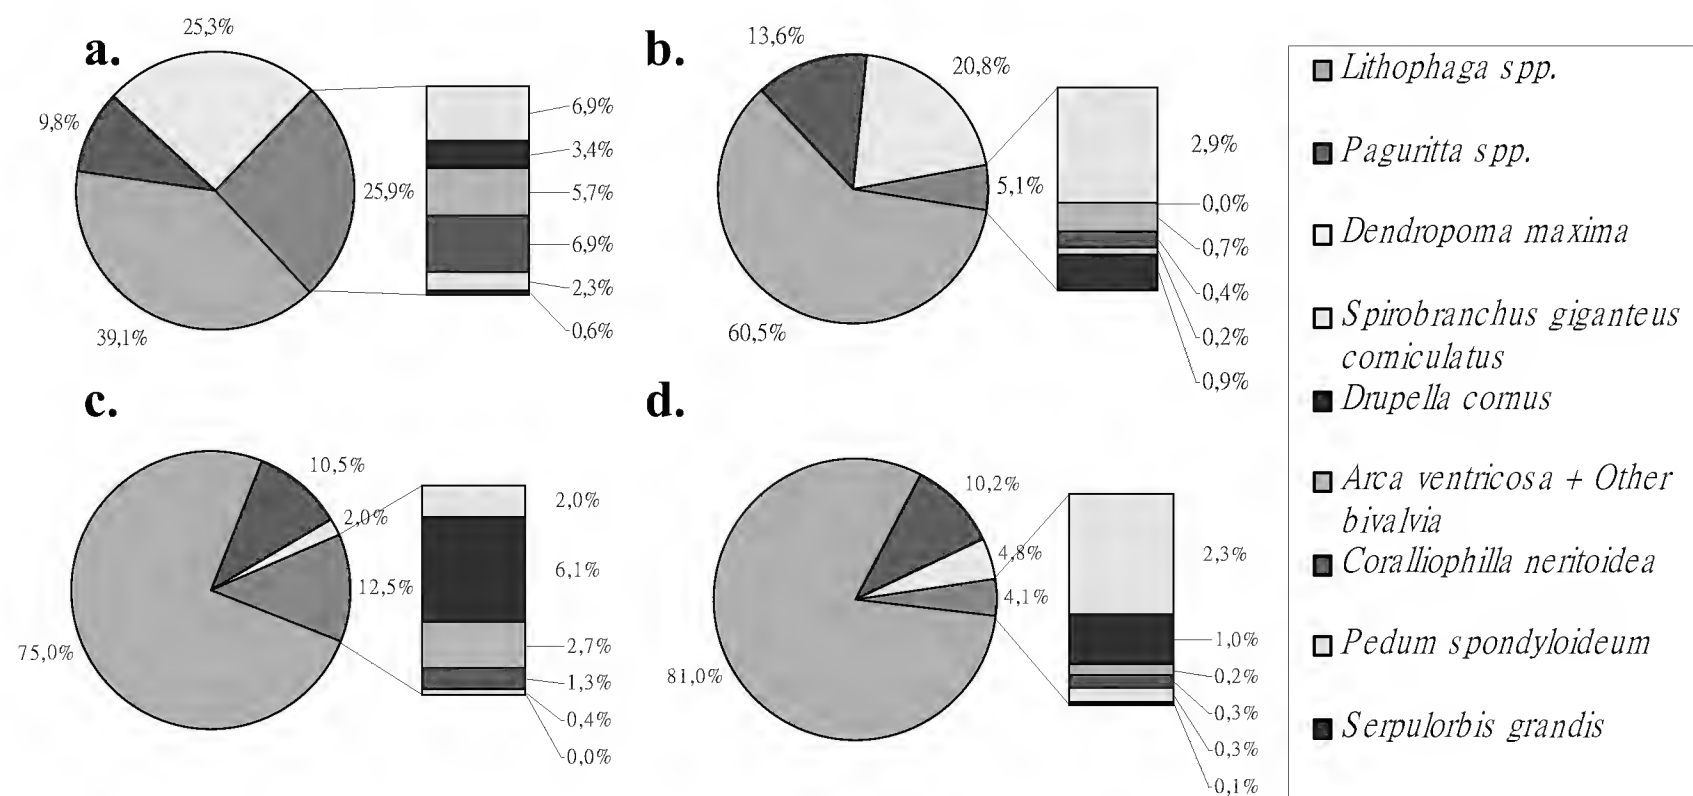 a.
25,3%
9,8%
25,9%
39,1%
6,9%
3,4%
5,7%
6,9%
2,3%
0,6%
b.
13,6%
20,8%
5,1%
60,5%
2,9%
0,0%
0,7%
0,4%
0,2%
0,9%
c.
10,5%
2,0%
12,5%
75,0%
2,0%
6,1%
2,7%
1,3%
0,4%
0,0%
d.
10,2%
4,8%
4,1%
81,0%
2,3%
1,0%
0,2%
0,3%
0,3%
0,1%
Lithophaga spp.
Paguritta spp.
Dendropoma maxima
Spirobranchus giganteus
corniculatus
Drupella cornus
Arca ventricosa + Other
bivalvia
Coralliophilla neritoidea
Pedum spondyloideum
Serpulorbis grandis